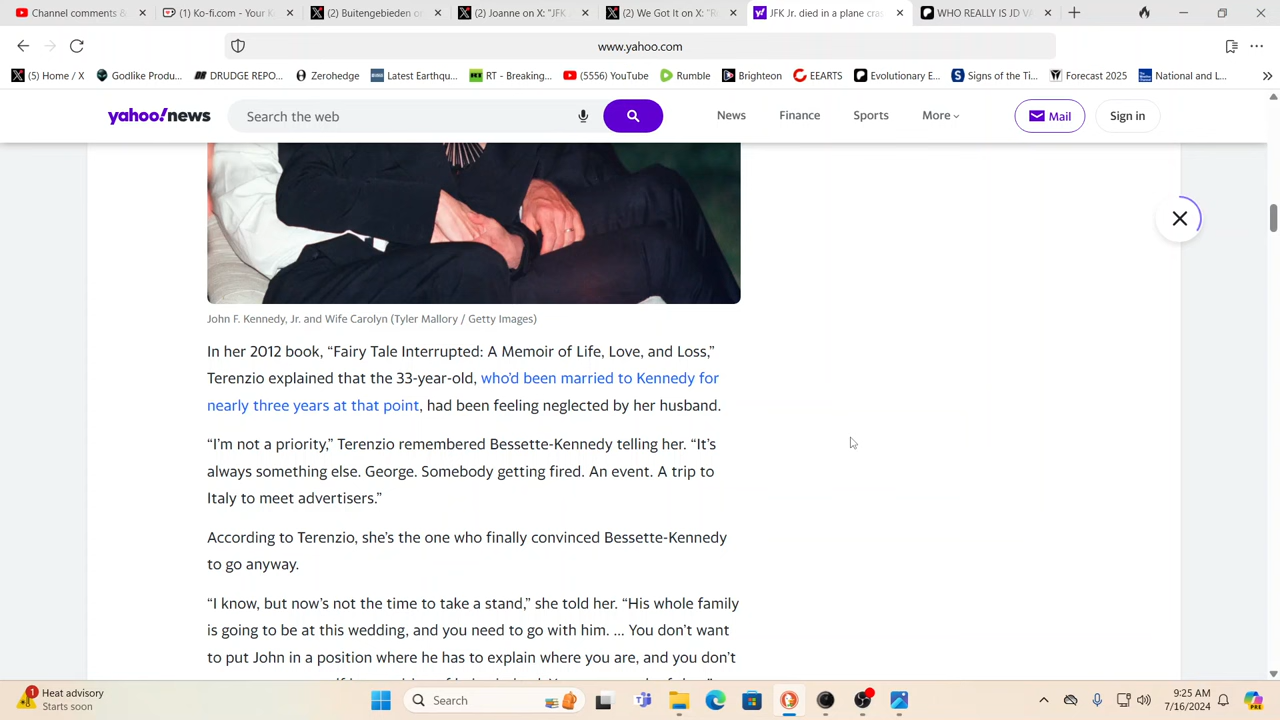 Channel comments &
(1) Ko-fi.com - Your K
(2) Buitengebieden o
(2) Joanne on X: "JFK
(2) We Got It on X: "R
JFK Jr. died in a plane cras
WHO REALLY IS JD VA
www.yahoo.com
(5) Home / X
Godlike Produ...
DRUDGE REPO...
Zerohedge
Latest Earthqu...
RT - Breaking...
(5556) YouTube
Rumble
Brighteon
EEARTS
Evolutionary E...
Signs of the Ti...
Forecast 2025
National and L...
yahoo!news
Search the web
News
Finance
Sports
More
Mail
Sign in
John F. Kennedy, Jr. and Wife Carolyn (Tyler Mallory / Getty Images)
In her 2012 book, “Fairy Tale Interrupted: A Memoir of Life, Love, and Loss,”
Terenzio explained that the 33-year-old, who’d been married to Kennedy for
nearly three years at that point, had been feeling neglected by her husband.
“I’m not a priority,” Terenzio remembered Bessette-Kennedy telling her. “It’s
always something else. George. Somebody getting fired. An event. A trip to
Italy to meet advertisers.”
According to Terenzio, she’s the one who finally convinced Bessette-Kennedy
to go anyway.
“I know, but now’s not the time to take a stand,” she told her. “His whole family
is going to be at this wedding, and you need to go with him. ... You don’t want
to put John in a position where he has to explain where you are, and you don’t
1
Heat advisory
Starts soon
Search
9:25 AM
7/16/2024
PRE